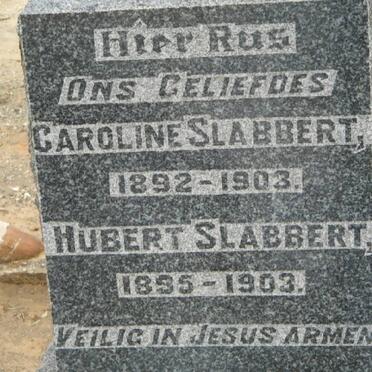 Hier Rus
ONS GELIEFDES
CAROLINE SLABBERT,
1892-1903.
HUBERT SLABBERT,
1895-1903.
VEILIG IN JESUS ARMEN